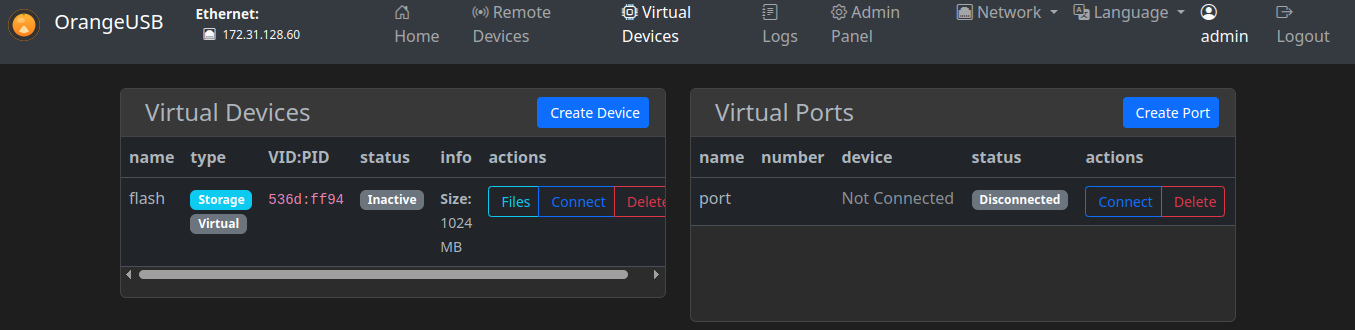 OrangeUSB
Ethernet:
172.31.128.60
Home
Remote
Devices
Virtual
Devices
Logs
Admin
Panel
Network
Language
admin
Logout
Virtual Devices
Create Device
name type VID:PID status info actions
flash Storage 536d:ff94 Inactive Size: Files Connect Delete
Virtual 1024
MB
Virtual Ports
Create Port
name number device status actions
port Not Connected Disconnected Connect Delete